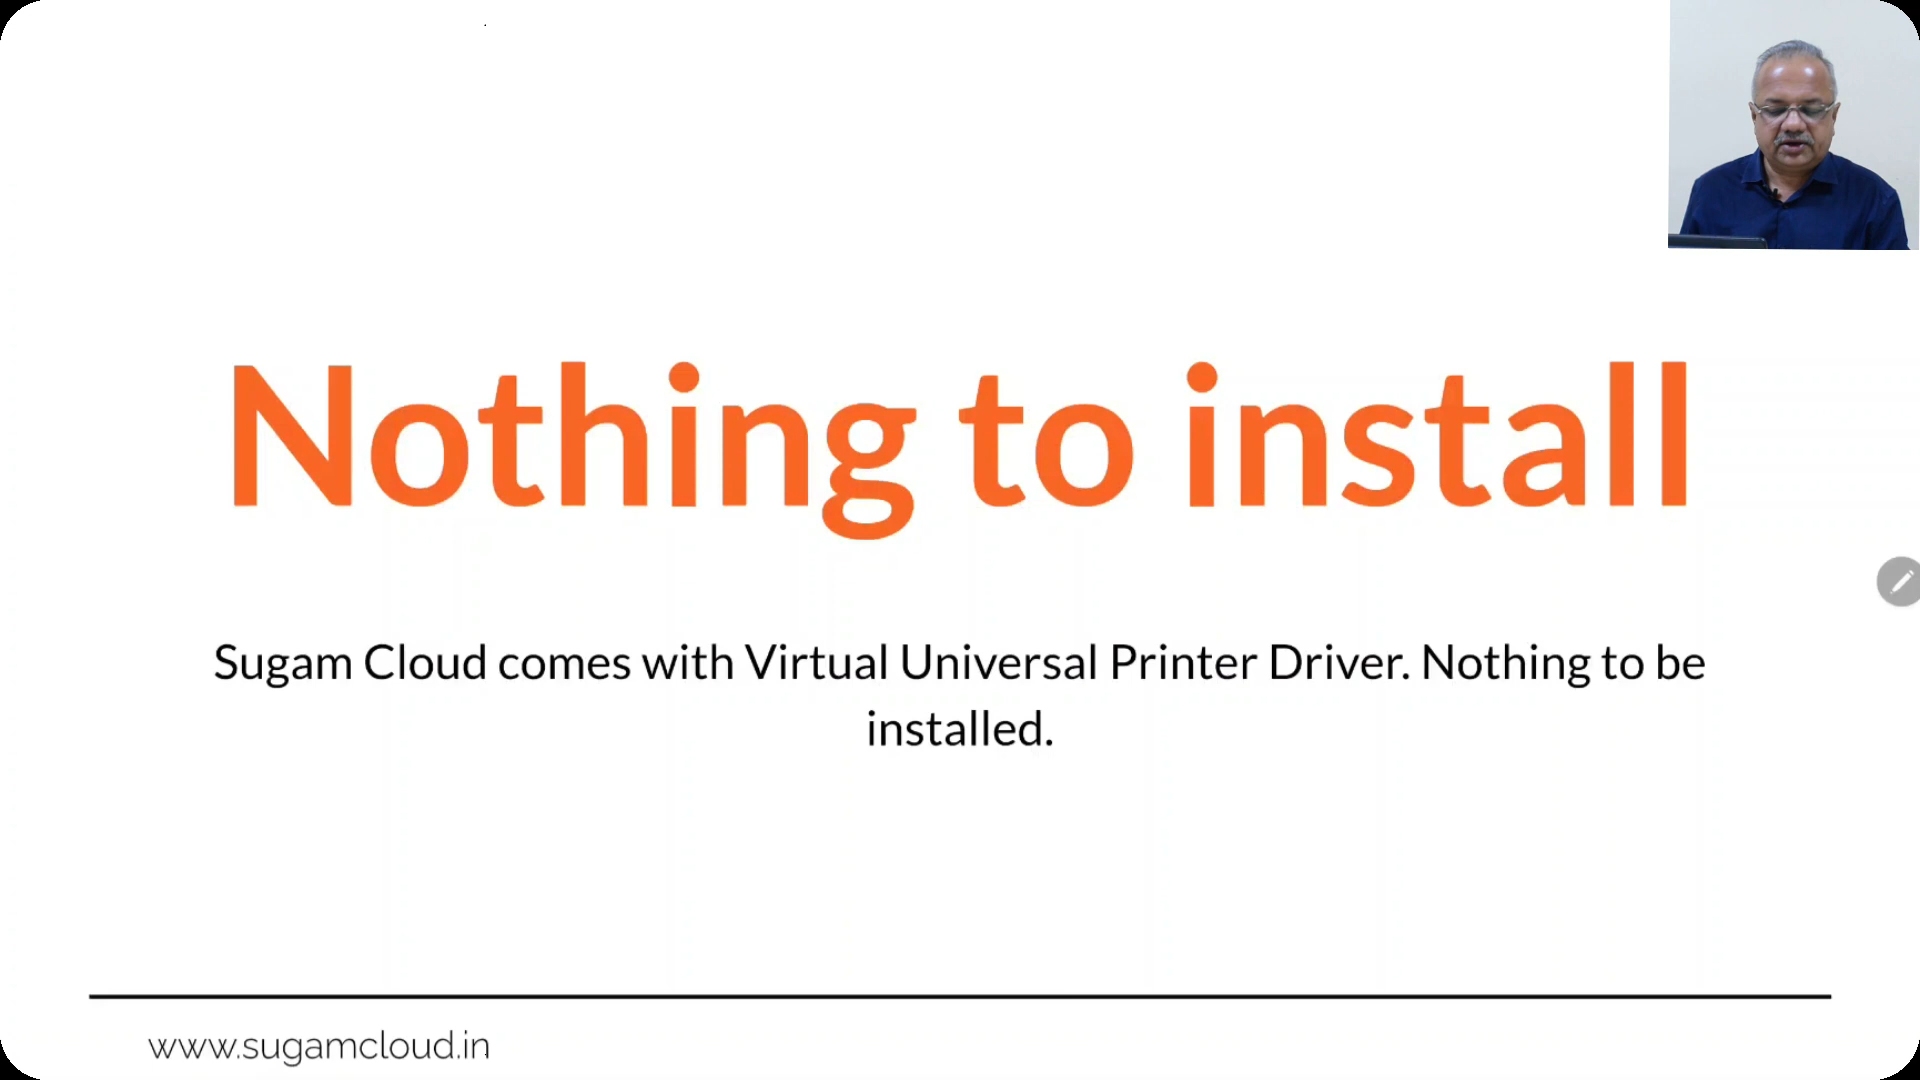 Nothing to install
Sugam Cloud comes with Virtual Universal Printer Driver. Nothing to be
installed.
www.sugamcloud.in